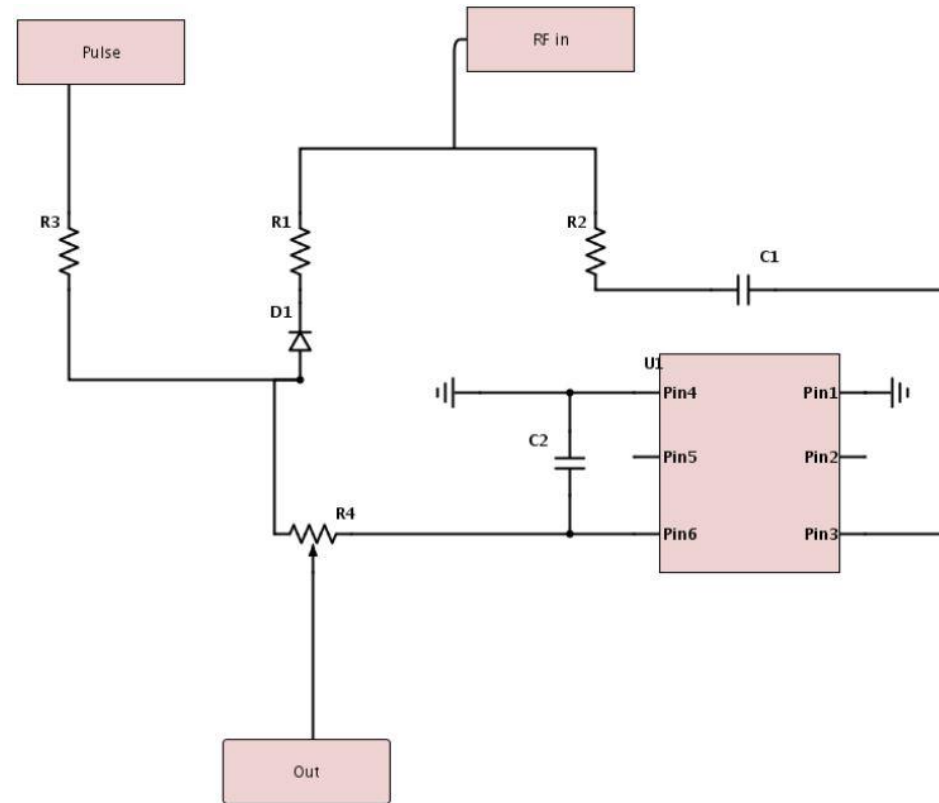 Pulse
RF in
R3
R1
R2
C1
D1
U1
Pin4
Pin1
C2
Pin5
Pin2
R4
Pin6
Pin3
Out